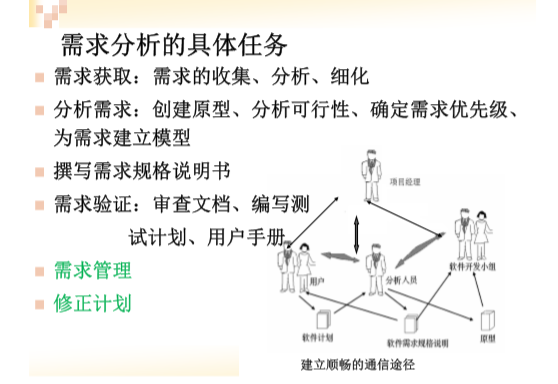 需求分析的具体任务
需求获取：需求的收集、分析、细化
分析需求：创建原型、分析可行性、确定需求优先级、
为需求建立模型
撰写需求规格说明书
需求验证：审查文档、编写测
试计划、用户手册
需求管理
修正计划
项目经理
软件开发小组
用户
分析人员
软件计划
软件需求规格说明
原型
建立顺畅的通信途径